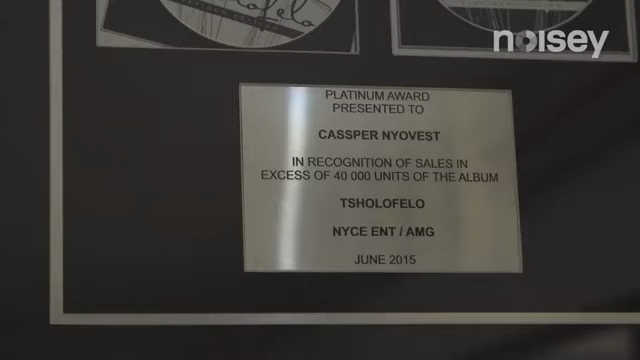 Tsholofelo
noisey
PLATINUM AWARD
PRESENTED TO
CASSPER NYOVEST
IN RECOGNITION OF SALES IN
EXCESS OF 40 000 UNITS OF THE ALBUM
TSHOLOFELO
NYCE ENT / AMG
JUNE 2015